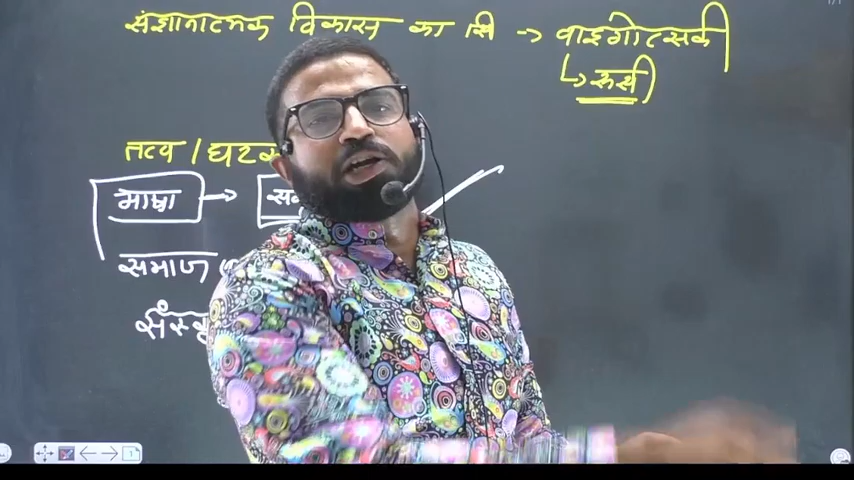 संज्ञानात्मक विकास का सि → वाइगोत्सकी
↳ रूसी
तत्व / घटक
भाषा →
समाज